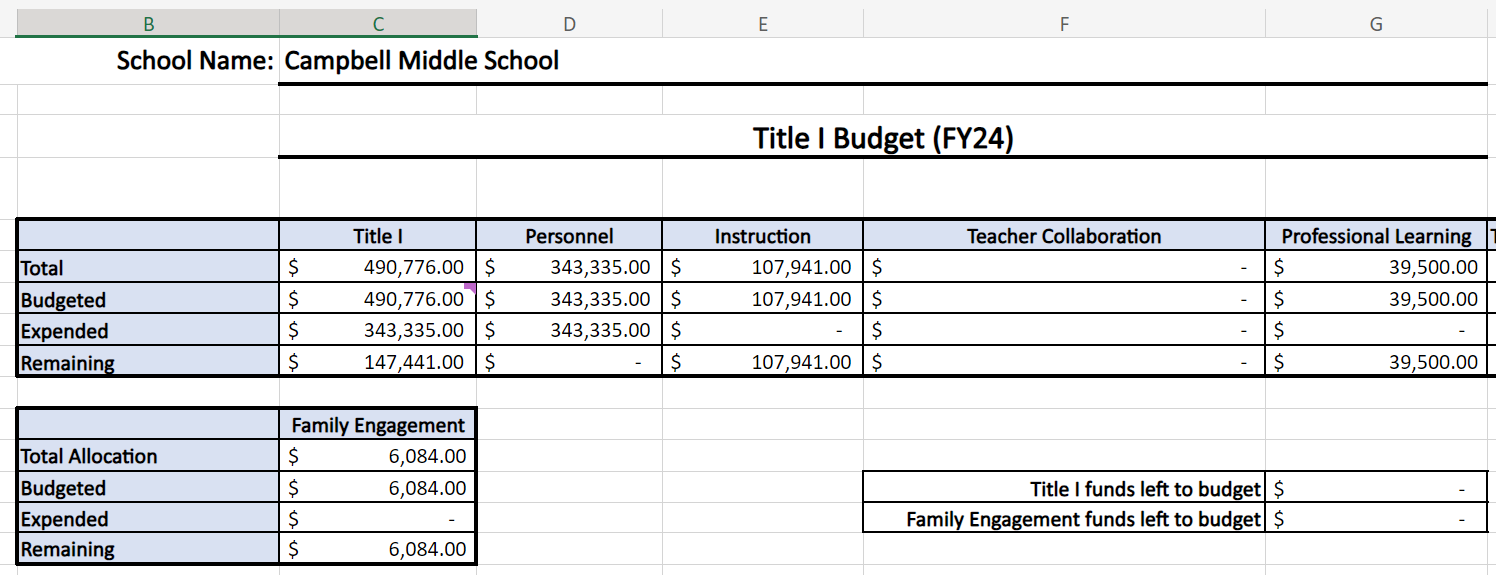 B C D E F G
School Name: Campbell Middle School
Title I Budget (FY24)
Title I Personnel Instruction Teacher Collaboration Professional Learning
Total $ 490,776.00 $ 343,335.00 $ 107,941.00 $ - $ 39,500.00
Budgeted $ 490,776.00 $ 343,335.00 $ 107,941.00 $ - $ 39,500.00
Expended $ 343,335.00 $ 343,335.00 $ - $ - $ -
Remaining $ 147,441.00 $ - $ 107,941.00 $ - $ 39,500.00
Family Engagement
Total Allocation $ 6,084.00
Budgeted $ 6,084.00 Title I funds left to budget $ -
Expended $ - Family Engagement funds left to budget $ -
Remaining $ 6,084.00